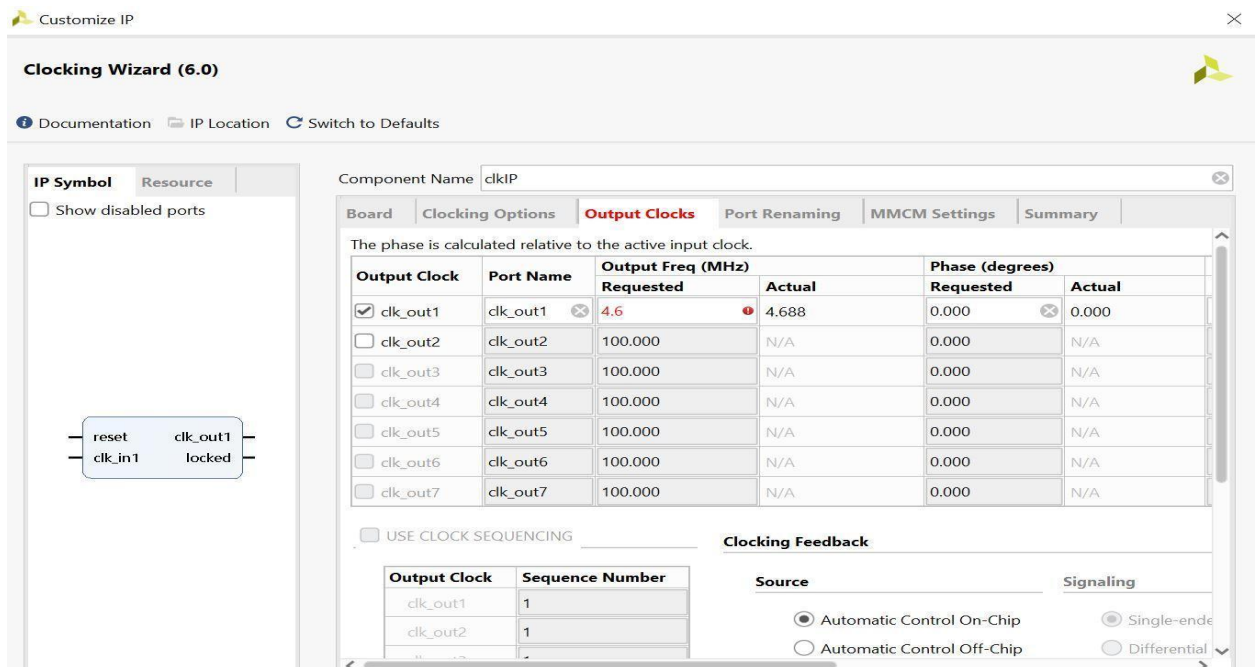 Customize IP
Clocking Wizard (6.0)
Documentation IP Location Switch to Defaults
IP Symbol Resource
Show disabled ports
reset clk_out1
clk_in1 locked
Component Name clkIP
Board Clocking Options Output Clocks Port Renaming MMCM Settings Summary
The phase is calculated relative to the active input clock.
Output Clock Port Name Output Freq (MHz) Phase (degrees)
Requested Actual Requested Actual
clk_out1 clk_out1 4.6 4.688 0.000 0.000
clk_out2 clk_out2 100.000 N/A 0.000 N/A
clk_out3 clk_out3 100.000 N/A 0.000 N/A
clk_out4 clk_out4 100.000 N/A 0.000 N/A
clk_out5 clk_out5 100.000 N/A 0.000 N/A
clk_out6 clk_out6 100.000 N/A 0.000 N/A
clk_out7 clk_out7 100.000 N/A 0.000 N/A
USE CLOCK SEQUENCING
Output Clock Sequence Number
clk_out1 1
clk_out2 1
Clocking Feedback
Source Signaling
Automatic Control On-Chip Single-ende
Automatic Control Off-Chip Differential